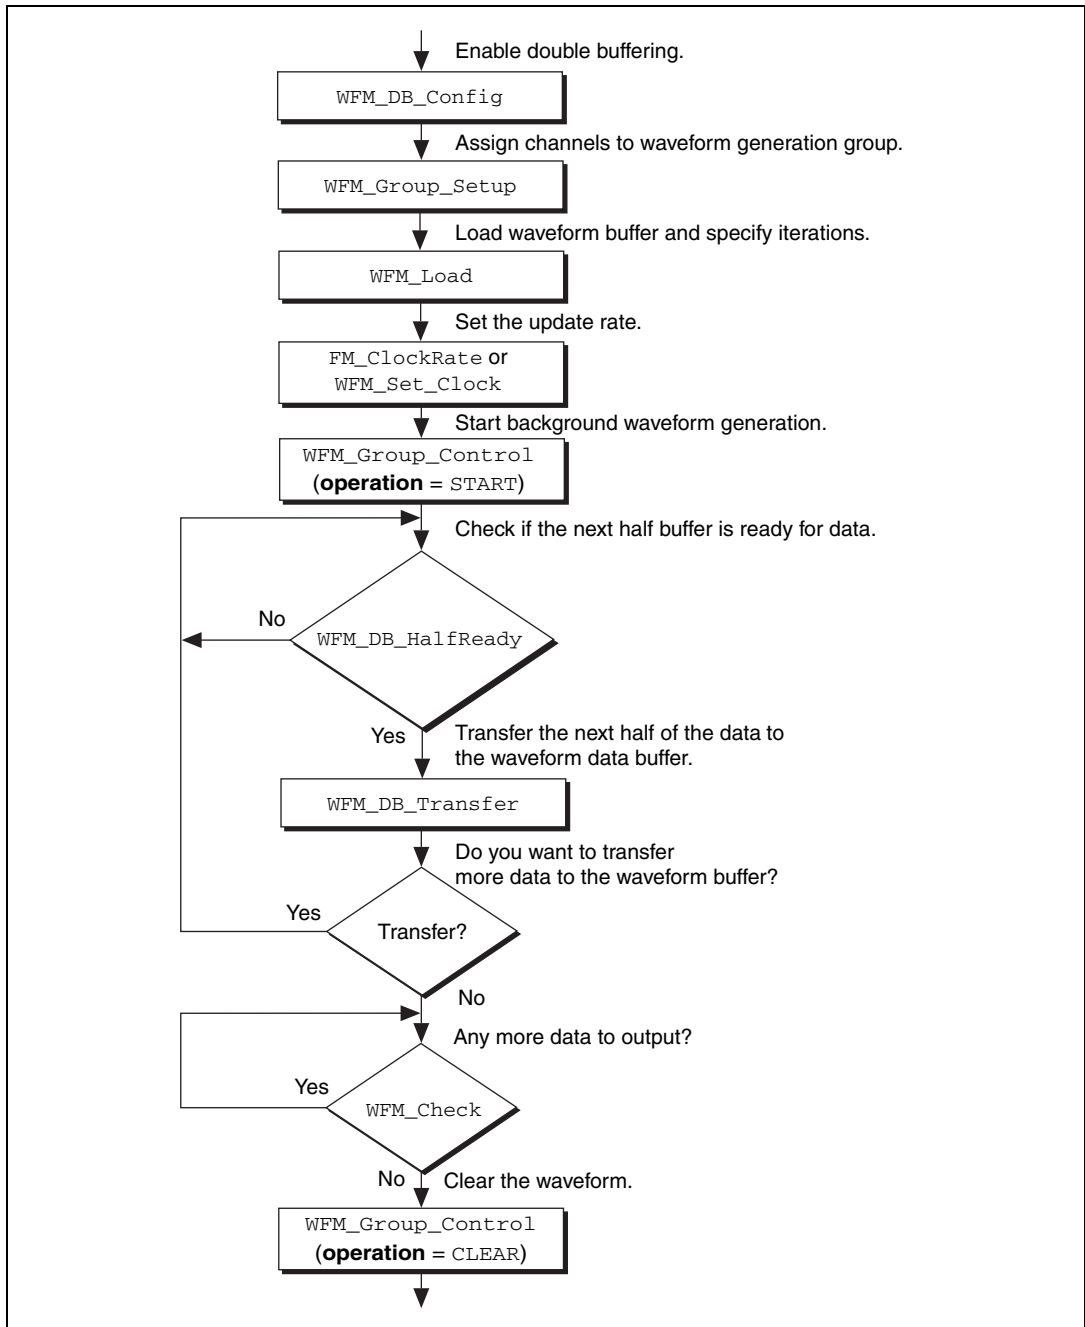 Enable double buffering.
WFM_DB_Config
Assign channels to waveform generation group.
WFM_Group_Setup
Load waveform buffer and specify iterations.
WFM_Load
Set the update rate.
FM_ClockRate or
WFM_Set_Clock
Start background waveform generation.
WFM_Group_Control
(operation = START)
Check if the next half buffer is ready for data.
No
WFM_DB_HalfReady
Yes
Transfer the next half of the data to
the waveform data buffer.
WFM_DB_Transfer
Do you want to transfer
more data to the waveform buffer?
Yes
Transfer?
No
Any more data to output?
Yes
WFM_Check
No
Clear the waveform.
WFM_Group_Control
(operation = CLEAR)